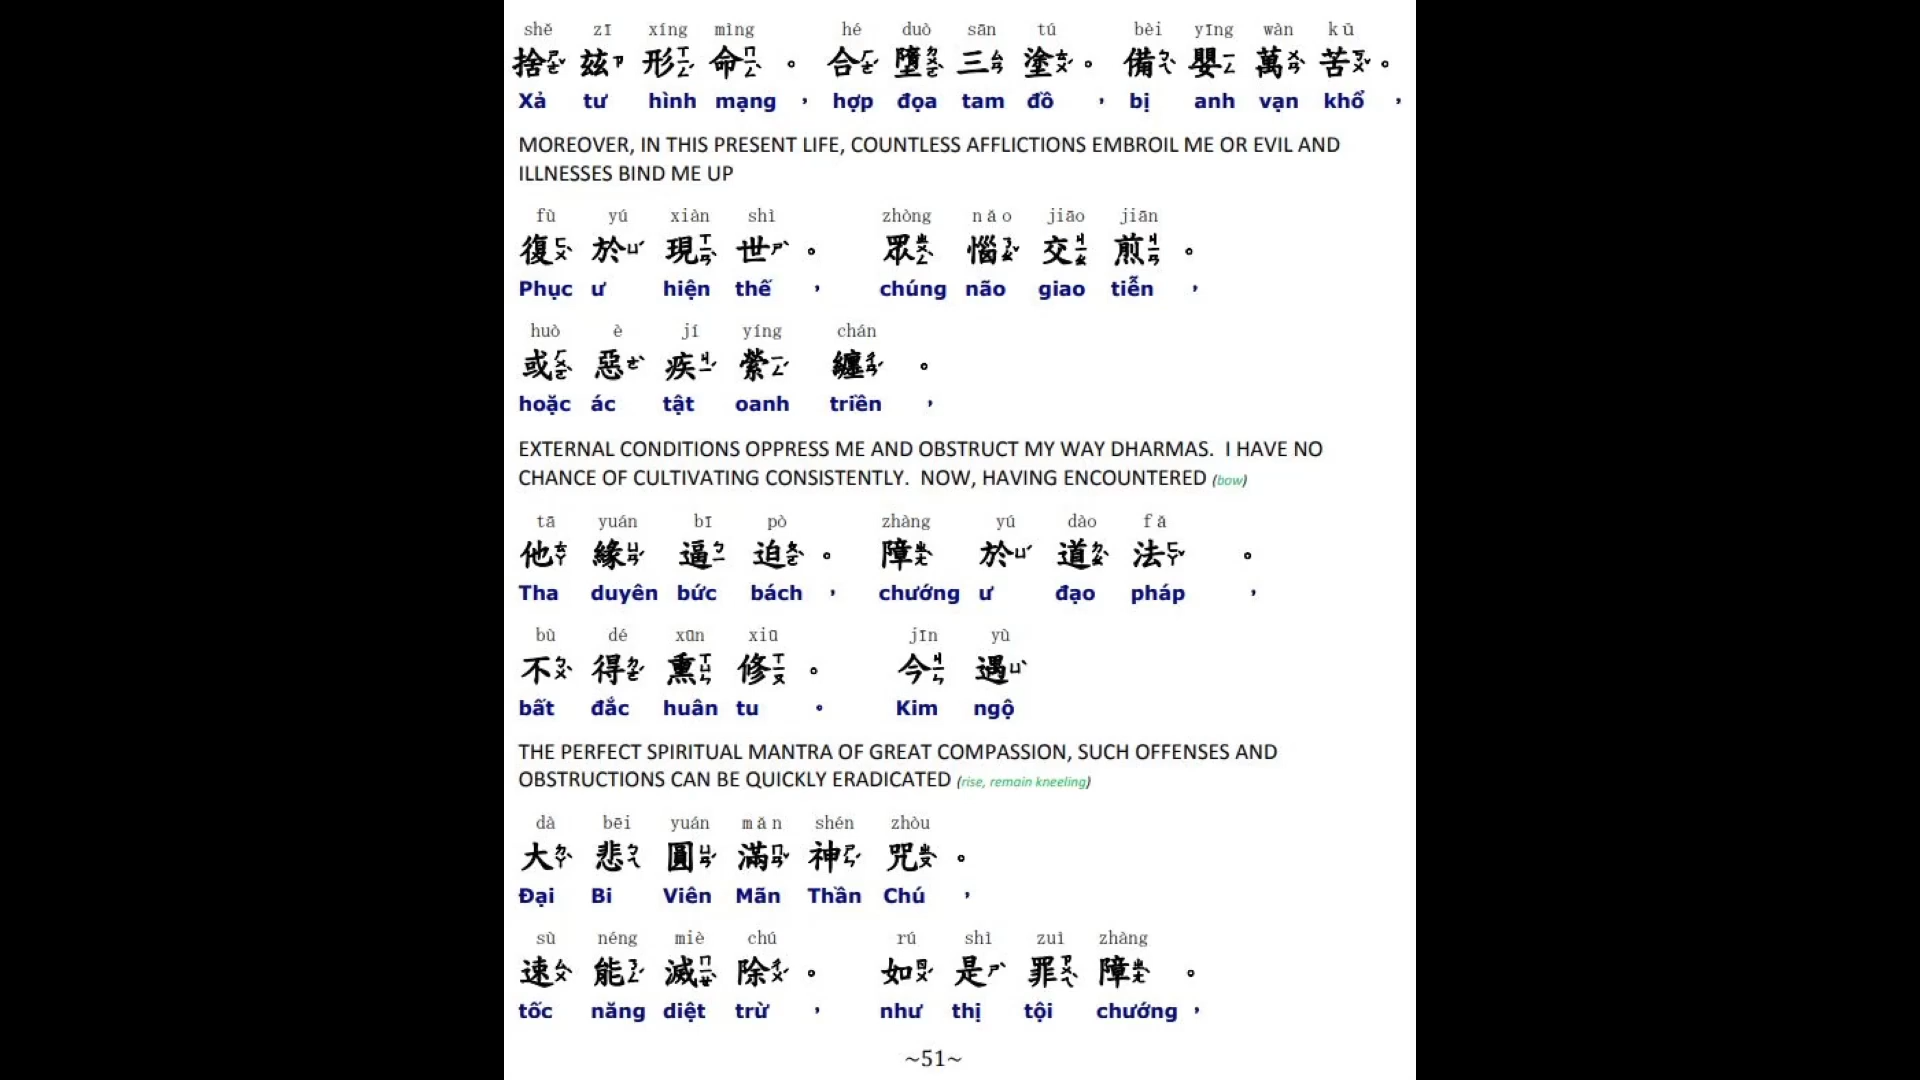 shě zī xíng mìng hé duò sān tú bèi yīng wàn kǔ
捨茲形命。合墮三塗。備嬰萬苦。
Xả tư hình mạng , hợp đọa tam đồ , bị anh vạn khổ ,
MOREOVER, IN THIS PRESENT LIFE, COUNTLESS AFFLICTIONS EMBROIL ME OR EVIL AND
ILLNESSES BIND ME UP
fù yú xiàn shì zhòng nǎo jiāo jiān
復於現世。眾惱交煎。
Phục ư hiện thế , chúng não giao tiễn ,
huò è jí yíng chán
或惡疾縈纏。
hoặc ác tật oanh triền ,
EXTERNAL CONDITIONS OPPRESS ME AND OBSTRUCT MY WAY DHARMAS. I HAVE NO
CHANCE OF CULTIVATING CONSISTENTLY. NOW, HAVING ENCOUNTERED (bow)
tā yuán bī pò zhàng yú dào fǎ
他緣逼迫。障於道法。
Tha duyên bức bách , chướng ư đạo pháp ,
bù dé xūn xiū jīn yù
不得熏修。今遇
bất đắc huân tu 。 Kim ngộ
THE PERFECT SPIRITUAL MANTRA OF GREAT COMPASSION, SUCH OFFENSES AND
OBSTRUCTIONS CAN BE QUICKLY ERADICATED (rise, remain kneeling)
dà bēi yuán mǎn shén zhòu
大悲圓滿神咒。
Đại Bi Viên Mãn Thần Chú ,
sù néng miè chú rú shì zuì zhàng
速能滅除。如是罪障。
tốc năng diệt trừ , như thị tội chướng ,
~51~